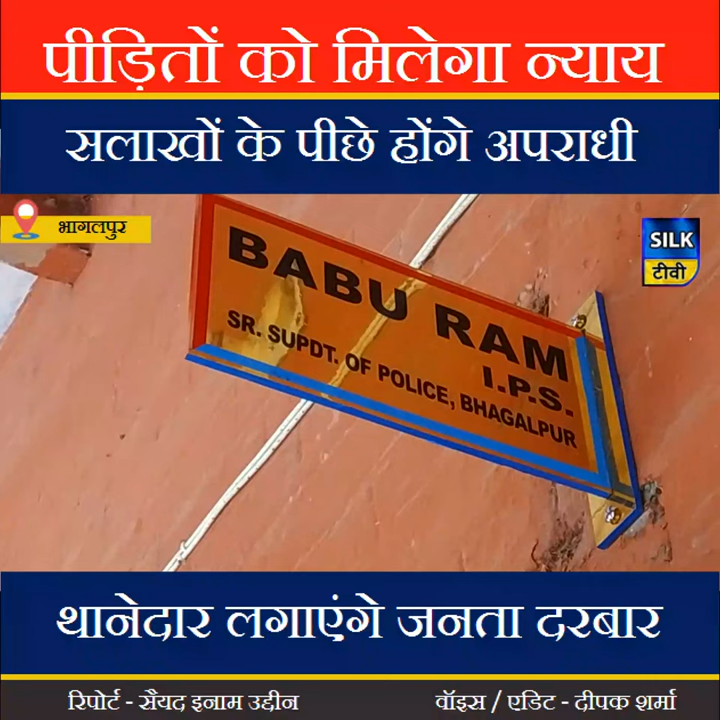 पीड़ितों को मिलेगा न्याय
सलाखों के पीछे होंगे अपराधी
भागलपुर
SILK
टीवी
BABU RAM
I.P.S.
SR. SUPDT. OF POLICE, BHAGALPUR
थानेदार लगाएंगे जनता दरबार
रिपोर्ट - सैयद इनाम उद्दीन
वॉइस / एडिट - दीपक शर्मा